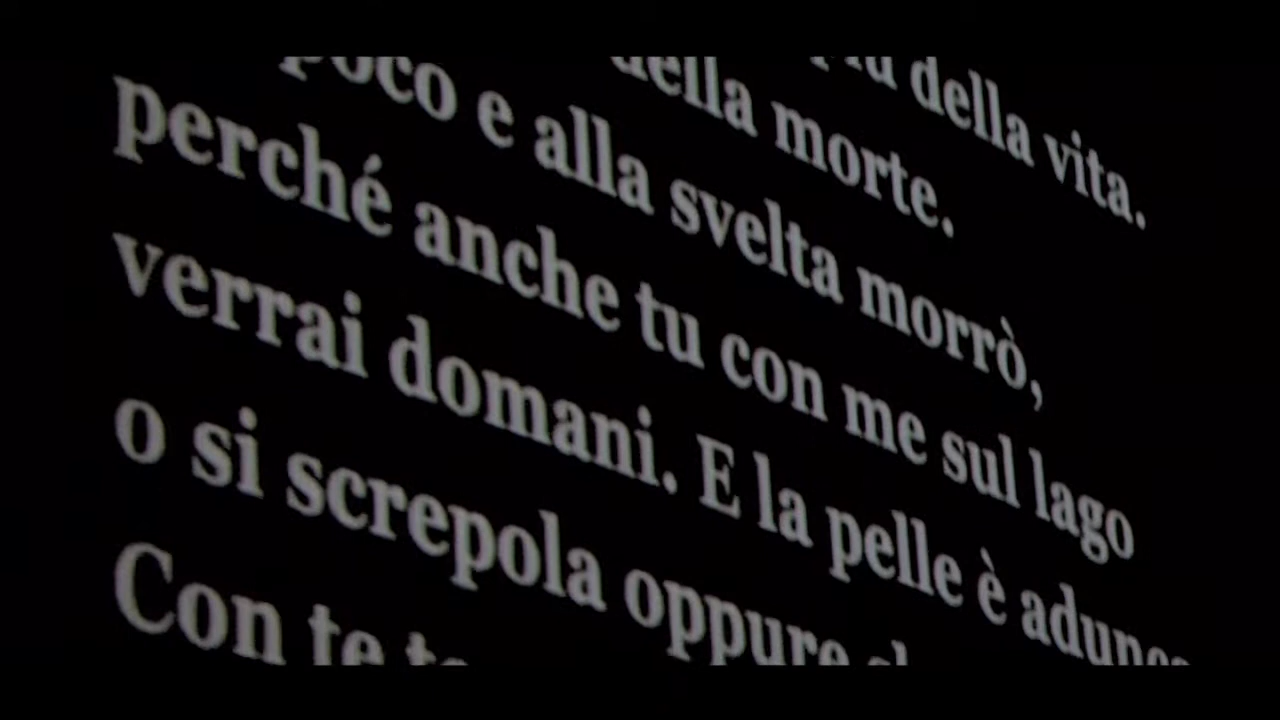 della vita.
della morte.
poco e alla svelta morrò,
perché anche tu con me sul lago
verrai domani. E la pelle è
o si screpola oppure
Con te